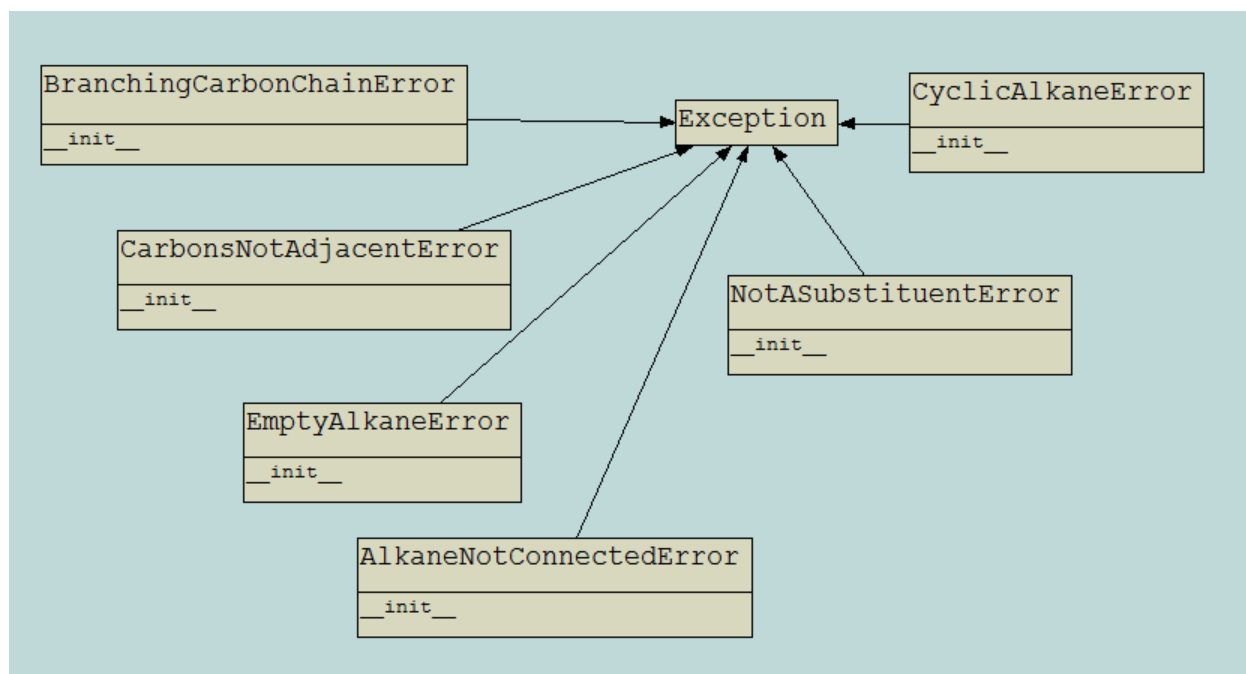 BranchingCarbonChainError
__init__
Exception
CyclicAlkaneError
__init__
CarbonsNotAdjacentError
__init__
NotASubstituentError
__init__
EmptyAlkaneError
__init__
AlkaneNotConnectedError
__init__